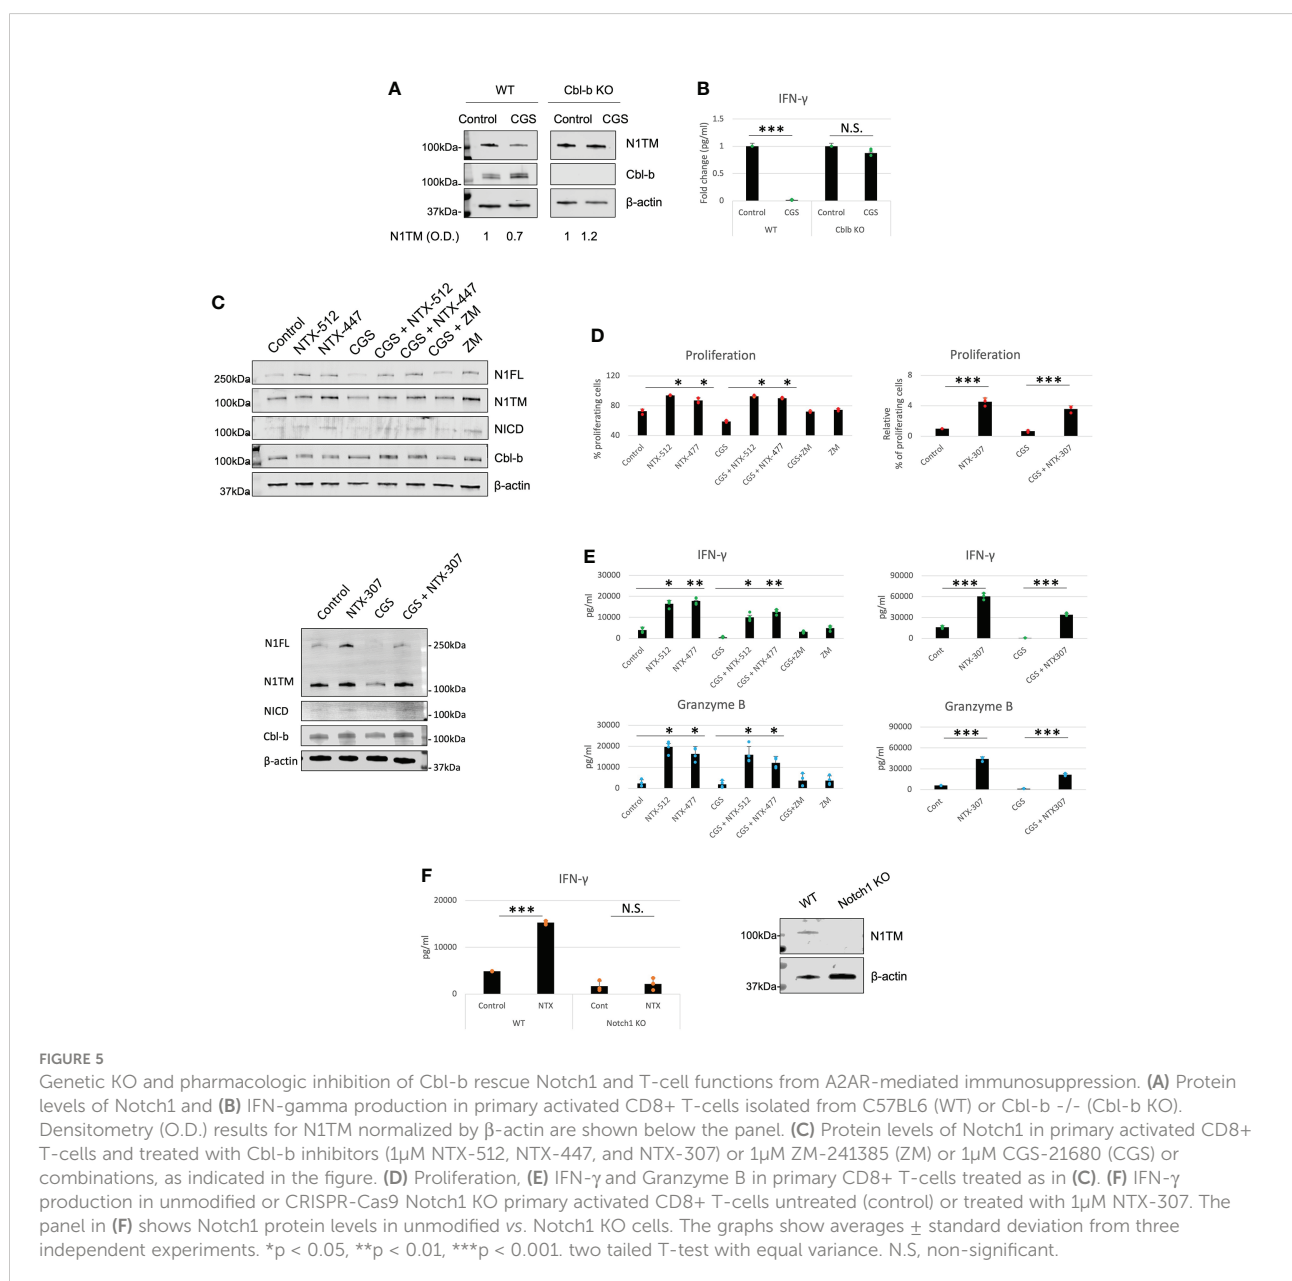 A
WT
Cbl-b KO
Control CGS
Control CGS
100kDa-
N1TM
100kDa-
Cbl-b
37kDa-
β-actin
N1TM (O.D.) 1 0.7 1 1.2
B
IFN-γ
Fold change (pg/ml)
1.5
1
0.5
0
***
N.S.
Control CGS Control CGS
WT Cblb KO
C
Control
NTX-512
NTX-447
CGS
CGS + NTX-512
CGS + NTX-447
CGS + ZM
ZM
250kDa
N1FL
100kDa
N1TM
100kDa
NICD
100kDa
Cbl-b
37kDa
β-actin
Control
NTX-307
CGS
CGS + NTX-307
N1FL
- 250kDa
N1TM
- 100kDa
NICD
- 100kDa
Cbl-b
- 100kDa
β-actin
- 37kDa
D
Proliferation
% proliferating cells
120
80
40
* *
* *
Control
NTX-512
NTX-477
CGS
CGS + NTX-512
CGS + NTX-477
CGS+ZM
ZM
Proliferation
Relative
% of proliferating cells
8
4
0
*** ***
Control
NTX-307
CGS
CGS + NTX-307
E
IFN-γ
pg/ml
30000
20000
10000
0
* **
* **
Control
NTX-512
NTX-477
CGS
CGS + NTX-512
CGS + NTX-477
CGS+ZM
ZM
IFN-γ
pg/ml
90000
60000
30000
0
*** ***
Cont
NTX-307
CGS
CGS + NTX307
Granzyme B
pg/ml
30000
20000
10000
0
* *
* *
Control
NTX-512
NTX-477
CGS
CGS + NTX-512
CGS + NTX-477
CGS+ZM
ZM
Granzyme B
pg/ml
90000
60000
30000
0
*** ***
Cont
NTX-307
CGS
CGS + NTX307
F
IFN-γ
pg/ml
20000
10000
0
***
N.S.
Control NTX Cont NTX
WT Notch1 KO
WT
Notch1 KO
100kDa-
N1TM
37kDa-
β-actin
FIGURE 5
Genetic KO and pharmacologic inhibition of Cbl-b rescue Notch1 and T-cell functions from A2AR-mediated immunosuppression. (A) Protein
levels of Notch1 and (B) IFN-gamma production in primary activated CD8+ T-cells isolated from C57BL6 (WT) or Cbl-b -/- (Cbl-b KO).
Densitometry (O.D.) results for N1TM normalized by β-actin are shown below the panel. (C) Protein levels of Notch1 in primary activated CD8+
T-cells and treated with Cbl-b inhibitors (1µM NTX-512, NTX-447, and NTX-307) or 1µM ZM-241385 (ZM) or 1µM CGS-21680 (CGS) or
combinations, as indicated in the figure. (D) Proliferation, (E) IFN-γ and Granzyme B in primary CD8+ T-cells treated as in (C). (F) IFN-γ
production in unmodified or CRISPR-Cas9 Notch1 KO primary activated CD8+ T-cells untreated (control) or treated with 1µM NTX-307. The
panel in (F) shows Notch1 protein levels in unmodified vs. Notch1 KO cells. The graphs show averages ± standard deviation from three
independent experiments. *p < 0.05, **p < 0.01, ***p < 0.001. two tailed T-test with equal variance. N.S, non-significant.